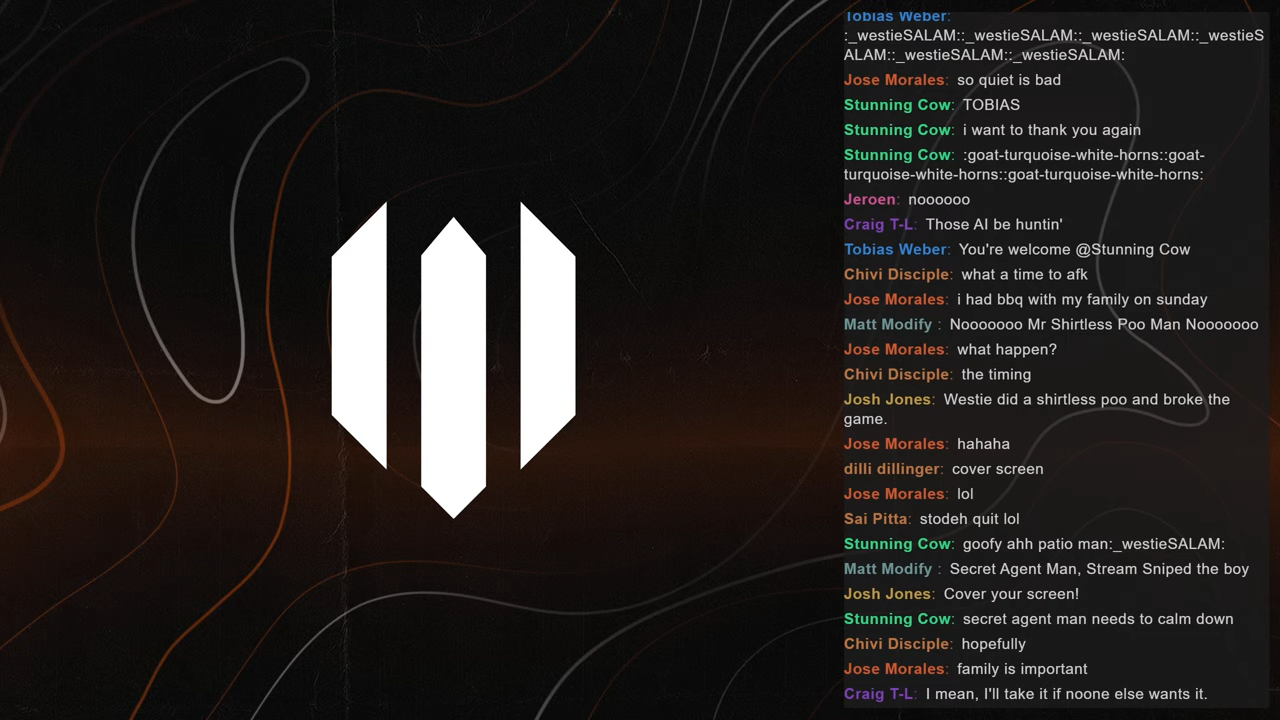 Tobias Weber:
:_westieSALAM::_westieSALAM::_westieSALAM::_westieS
ALAM::_westieSALAM::_westieSALAM:
Jose Morales: so quiet is bad
Stunning Cow: TOBIAS
Stunning Cow: i want to thank you again
Stunning Cow: :goat-turquoise-white-horns::goat-
turquoise-white-horns::goat-turquoise-white-horns:
Jeroen: noooooo
Craig T-L: Those AI be huntin'
Tobias Weber: You're welcome @Stunning Cow
Chivi Disciple: what a time to afk
Jose Morales: i had bbq with my family on sunday
Matt Modify : Nooooooo Mr Shirtless Poo Man Nooooooo
Jose Morales: what happen?
Chivi Disciple: the timing
Josh Jones: Westie did a shirtless poo and broke the
game.
Jose Morales: hahaha
dilli dillinger: cover screen
Jose Morales: lol
Sai Pitta: stodeh quit lol
Stunning Cow: goofy ahh patio man:_westieSALAM:
Matt Modify : Secret Agent Man, Stream Sniped the boy
Josh Jones: Cover your screen!
Stunning Cow: secret agent man needs to calm down
Chivi Disciple: hopefully
Jose Morales: family is important
Craig T-L: I mean, I'll take it if noone else wants it.